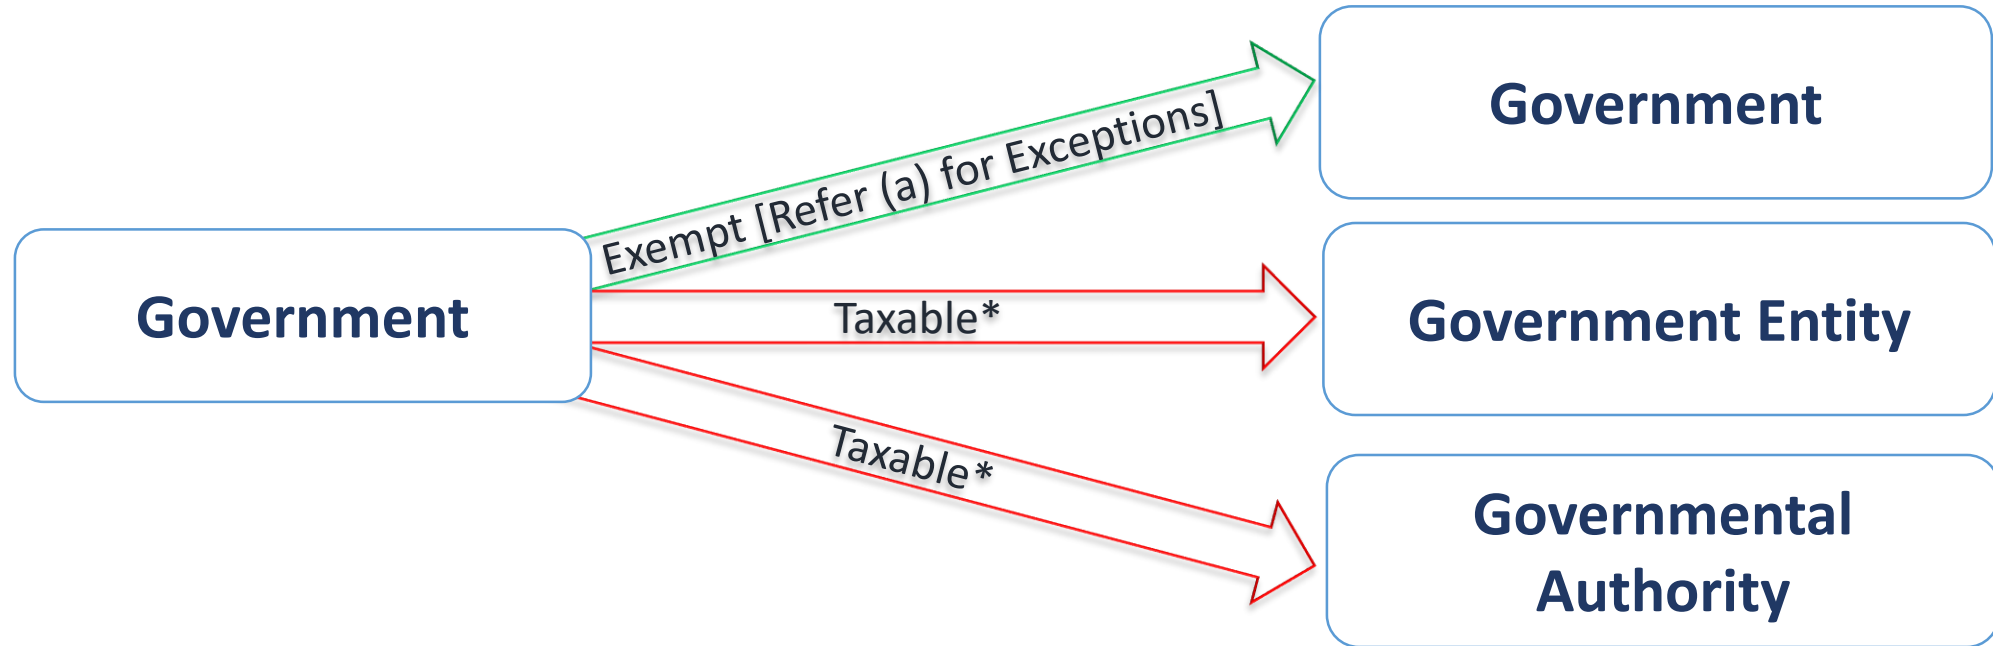 Government
Exempt [Refer (a) for Exceptions]
Government
Taxable*
Government Entity
Taxable*
Governmental
Authority